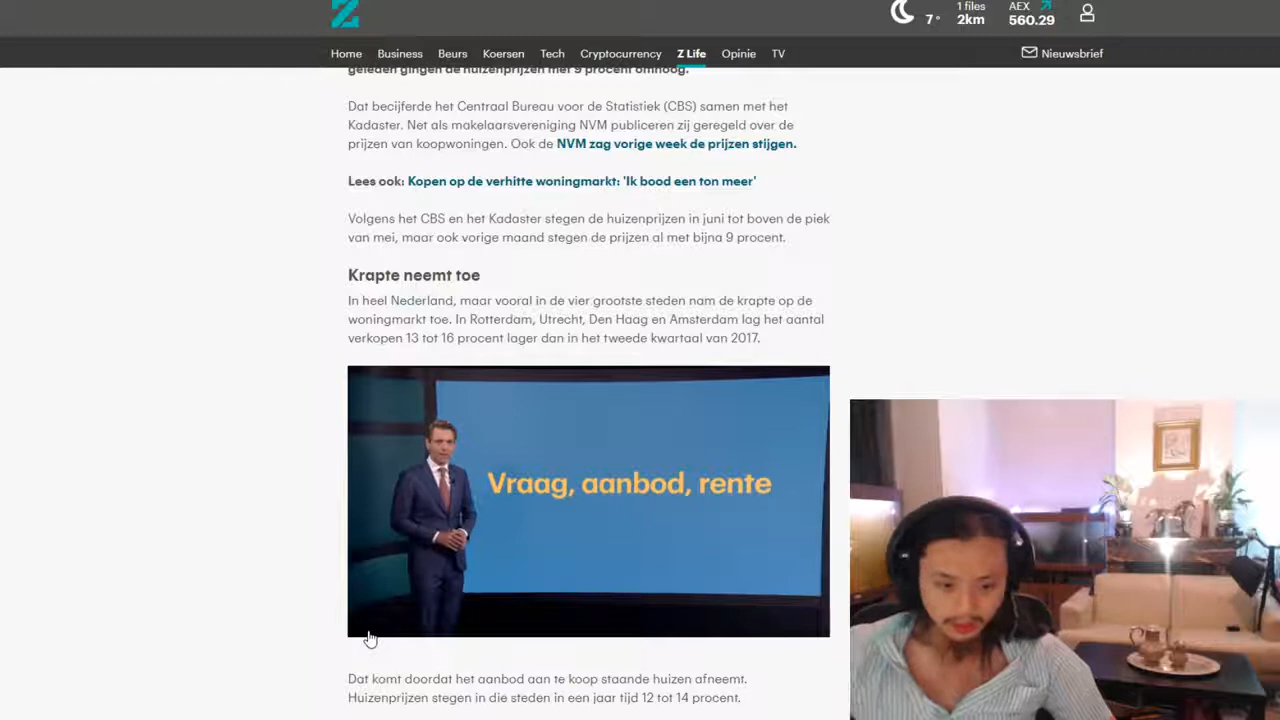 1 files
AEX
7°
2km
560.29
Home Business Beurs Koersen Tech Cryptocurrency Z Life Opinie TV Nieuwsbrief
geleden gingen de huizenprijzen met 9 procent omhoog.
Dat becijferde het Centraal Bureau voor de Statistiek (CBS) samen met het
Kadaster. Net als makelaarsvereniging NVM publiceren zij geregeld over de
prijzen van koopwoningen. Ook de NVM zag vorige week de prijzen stijgen.
Lees ook: Kopen op de verhitte woningmarkt: 'Ik bood een ton meer'
Volgens het CBS en het Kadaster stegen de huizenprijzen in juni tot boven de piek
van mei, maar ook vorige maand stegen de prijzen al met bijna 9 procent.
Krapte neemt toe
In heel Nederland, maar vooral in de vier grootste steden nam de krapte op de
woningmarkt toe. In Rotterdam, Utrecht, Den Haag en Amsterdam lag het aantal
verkopen 13 tot 16 procent lager dan in het tweede kwartaal van 2017.
Vraag, aanbod, rente
Dat komt doordat het aanbod aan te koop staande huizen afneemt.
Huizenprijzen stegen in die steden in een jaar tijd 12 tot 14 procent.